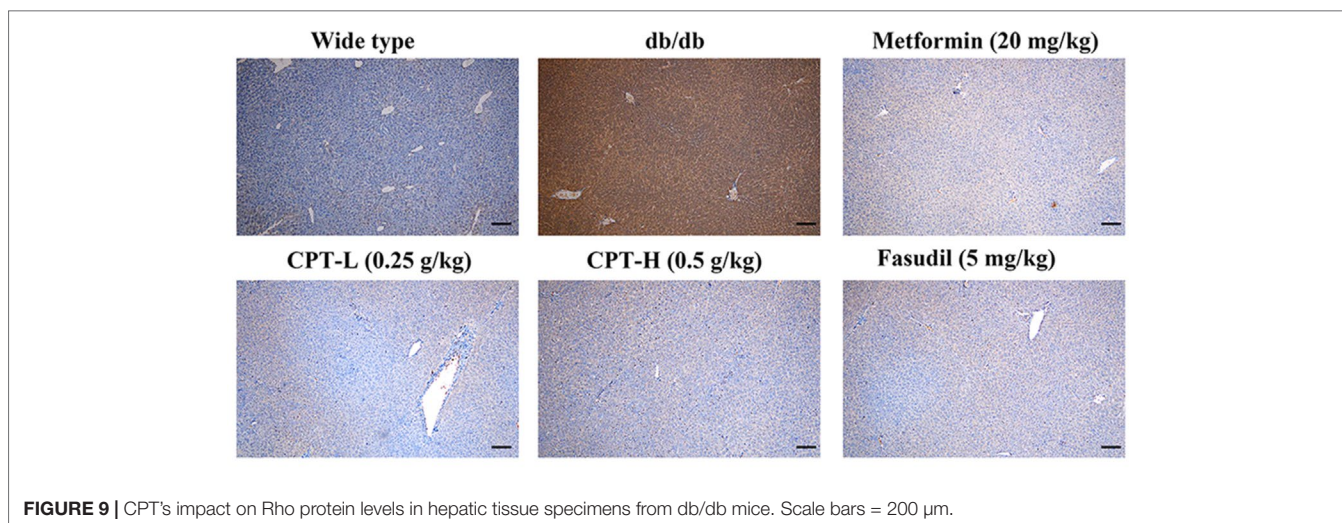 Wide type
db/db
Metformin (20 mg/kg)
CPT-L (0.25 g/kg)
CPT-H (0.5 g/kg)
Fasudil (5 mg/kg)
FIGURE 9 | CPT's impact on Rho protein levels in hepatic tissue specimens from db/db mice. Scale bars = 200 µm.